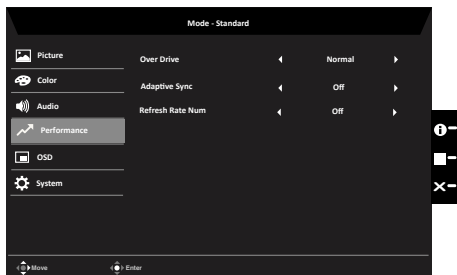 Mode - Standard
Picture
Over Drive Normal
Color
Adaptive Sync Off
Audio
Refresh Rate Num Off
Performance
OSD
System
Move Enter